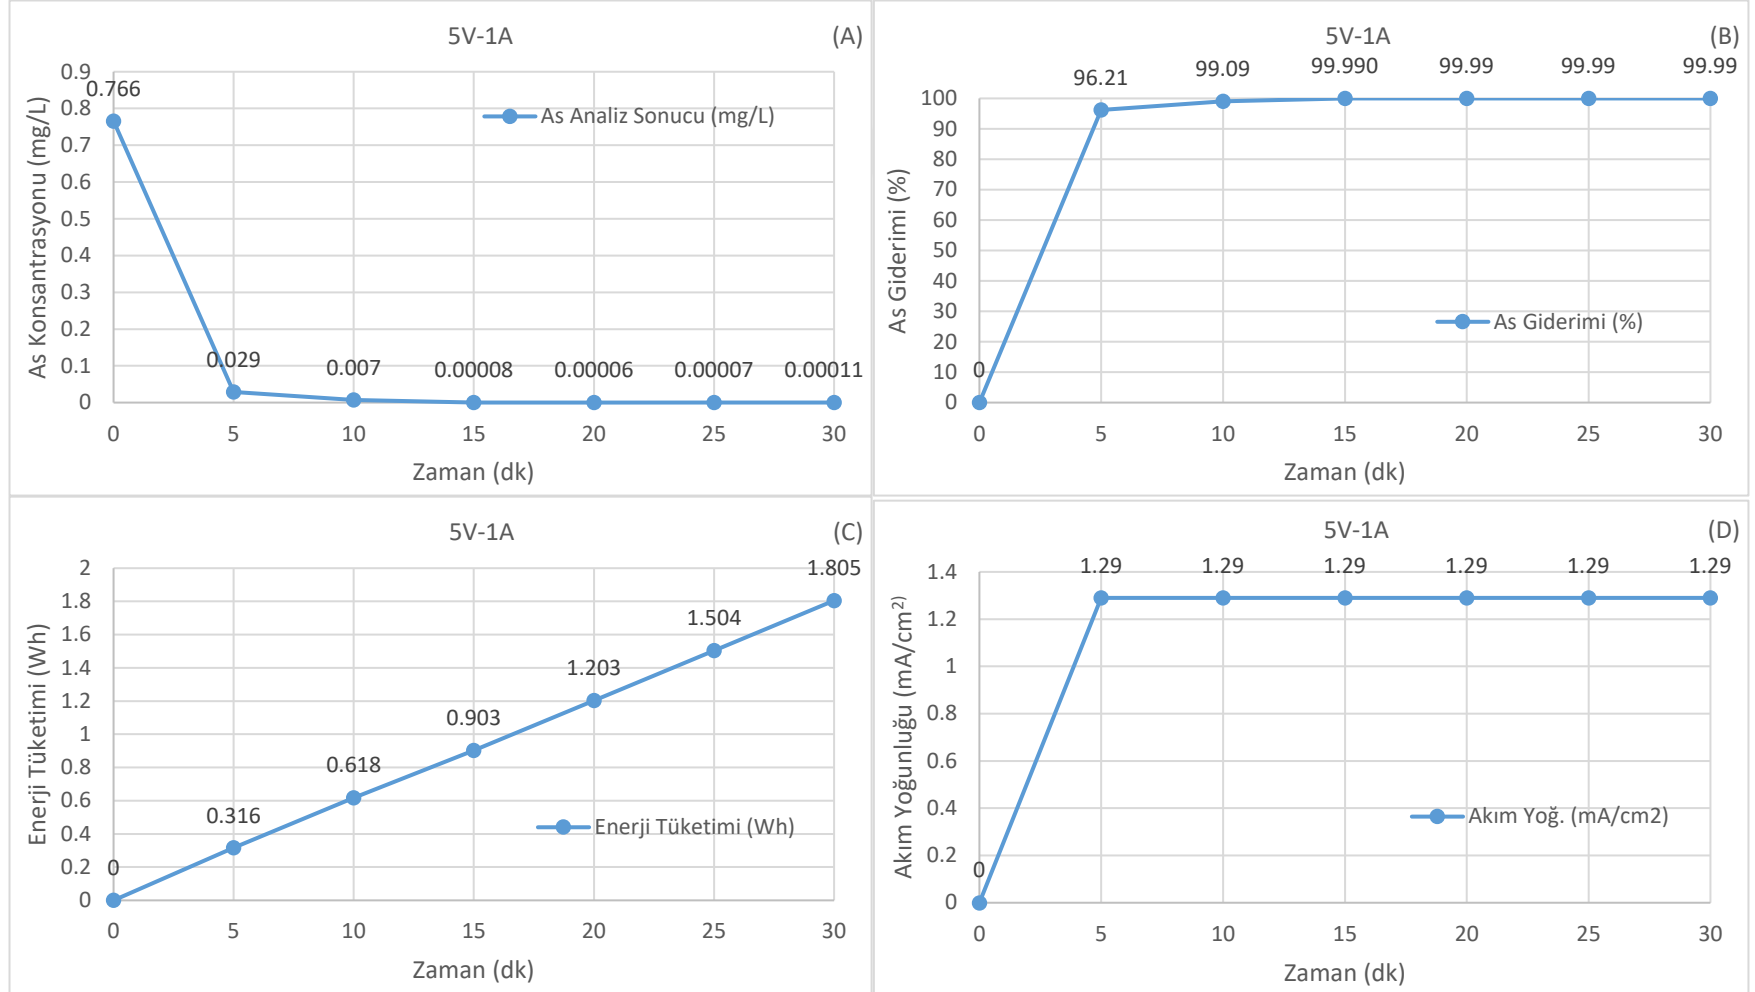 5V-1A
(A)
0.9
0.8
0.7
0.6
0.5
0.4
0.3
0.2
0.1
0
As Konsantrasyonu (mg/L)
0.766
0.029
0.007
0.00008
0.00006
0.00007
0.00011
As Analiz Sonucu (mg/L)
0 5 10 15 20 25 30
Zaman (dk)
5V-1A
(B)
100
90
80
70
60
50
40
30
20
10
0
As Giderimi (%)
0
96.21
99.09
99.990
99.99
99.99
99.99
As Giderimi (%)
0 5 10 15 20 25 30
Zaman (dk)
5V-1A
(C)
2
1.8
1.6
1.4
1.2
1
0.8
0.6
0.4
0.2
0
Enerji Tüketimi (Wh)
0
0.316
0.618
0.903
1.203
1.504
1.805
Enerji Tüketimi (Wh)
0 5 10 15 20 25 30
Zaman (dk)
5V-1A
(D)
1.4
1.2
1
0.8
0.6
0.4
0.2
0
Akım Yoğunluğu (mA/cm²⁾
0
1.29
1.29
1.29
1.29
1.29
1.29
Akım Yoğ. (mA/cm2)
0 5 10 15 20 25 30
Zaman (dk)